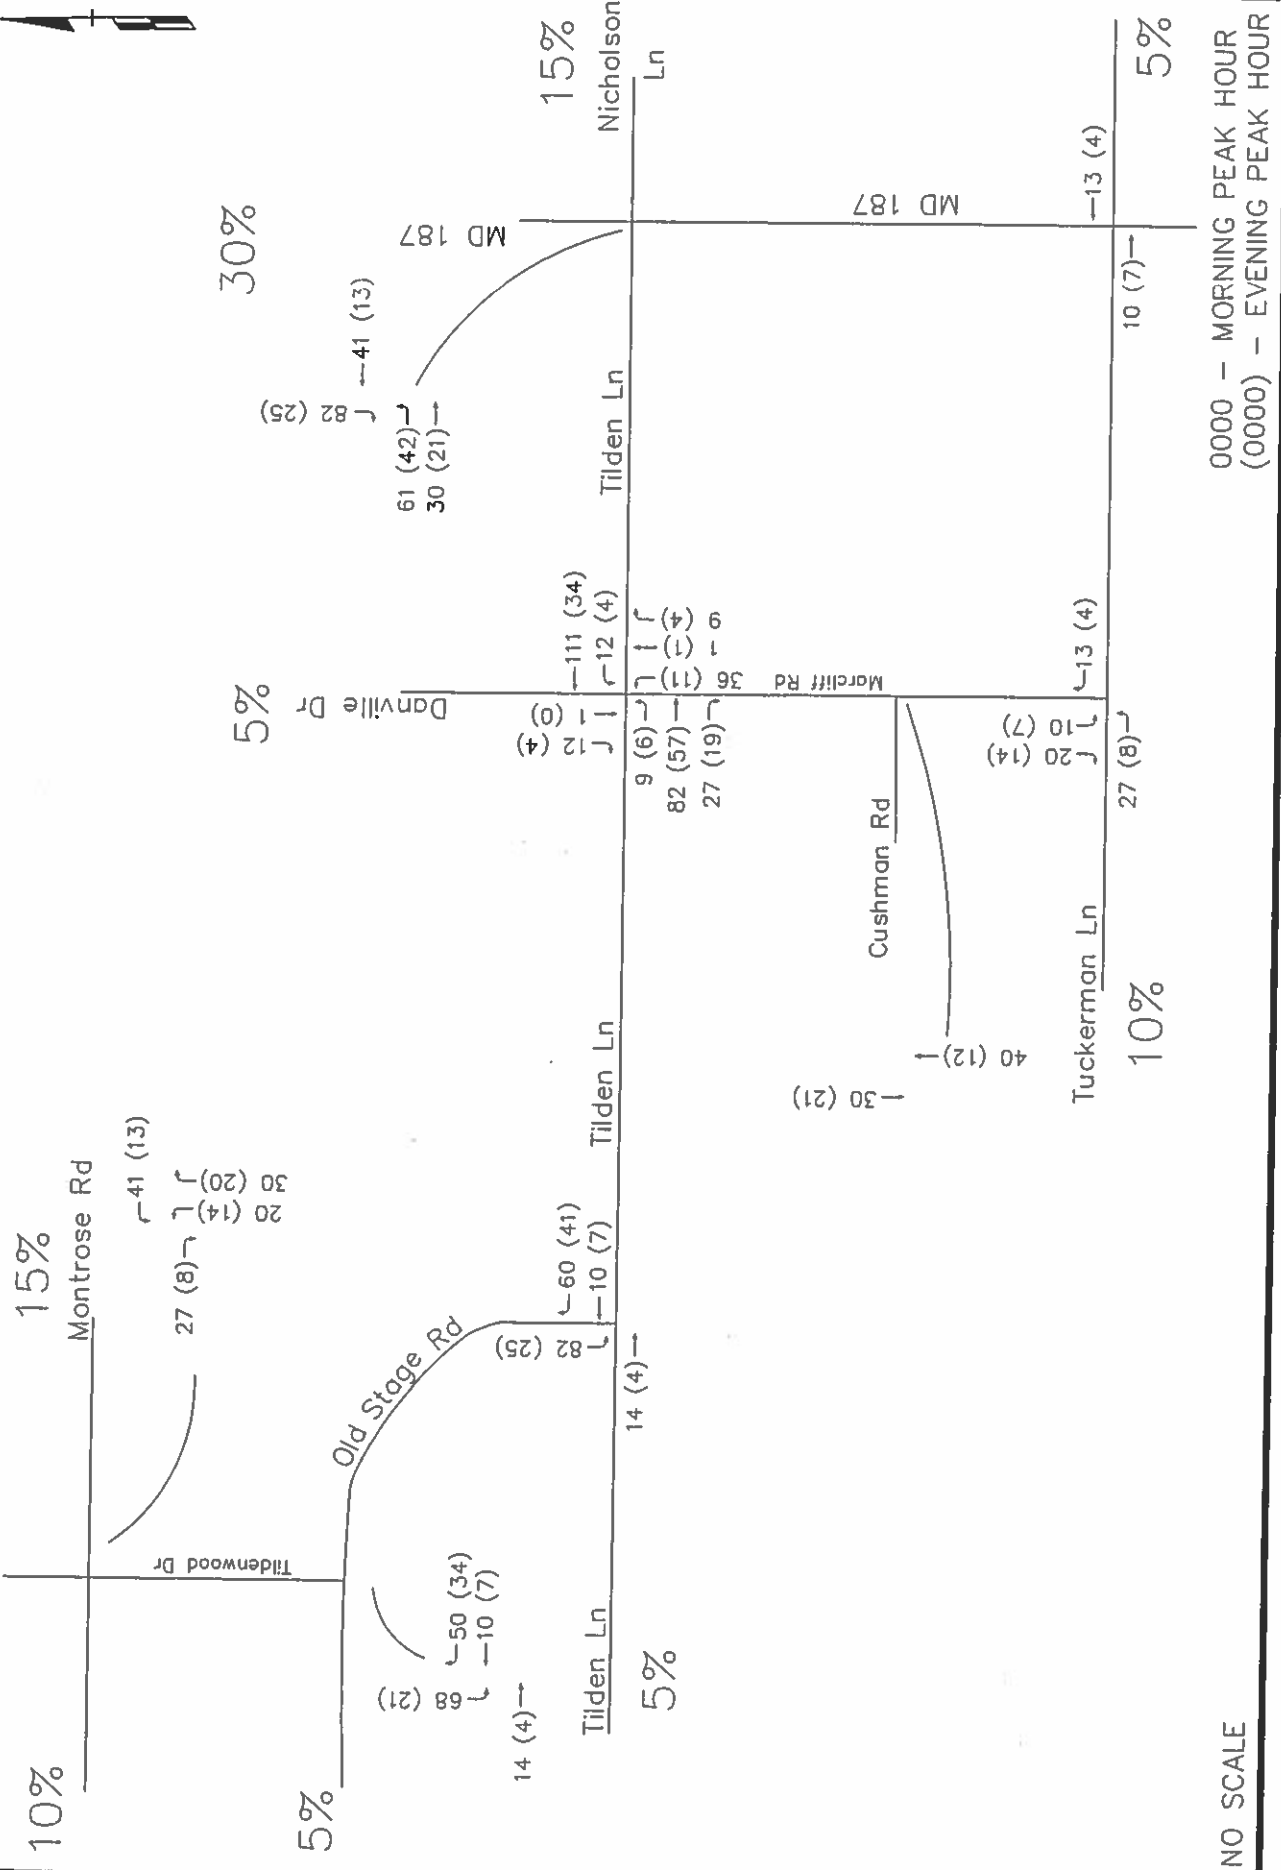 10%
15%
Montrose Rd
41 (13)
27 (8)
20 (14)
30 (20)
Tildenwood Dr
5%
Old Stage Rd
50 (34)
10 (7)
68 (21)
14 (4)
82 (25)
60 (41)
10 (7)
14 (4)
Tilden Ln
5%
Tilden Ln
5%
Danville Dr
12 (4)
1 (0)
111 (34)
12 (4)
9 (6)
82 (57)
27 (19)
36 (11)
1 (1)
9 (4)
Tilden Ln
30%
82 (25)
41 (13)
61 (42)
30 (21)
MD 187
15%
Nicholson
Ln
MD 187
Marcliff Rd
Cushman Rd
30 (21)
40 (12)
Tuckerman Ln
10%
20 (14)
10 (7)
13 (4)
27 (8)
13 (4)
10 (7)
5%
NO SCALE
0000 – MORNING PEAK HOUR
(0000) – EVENING PEAK HOUR